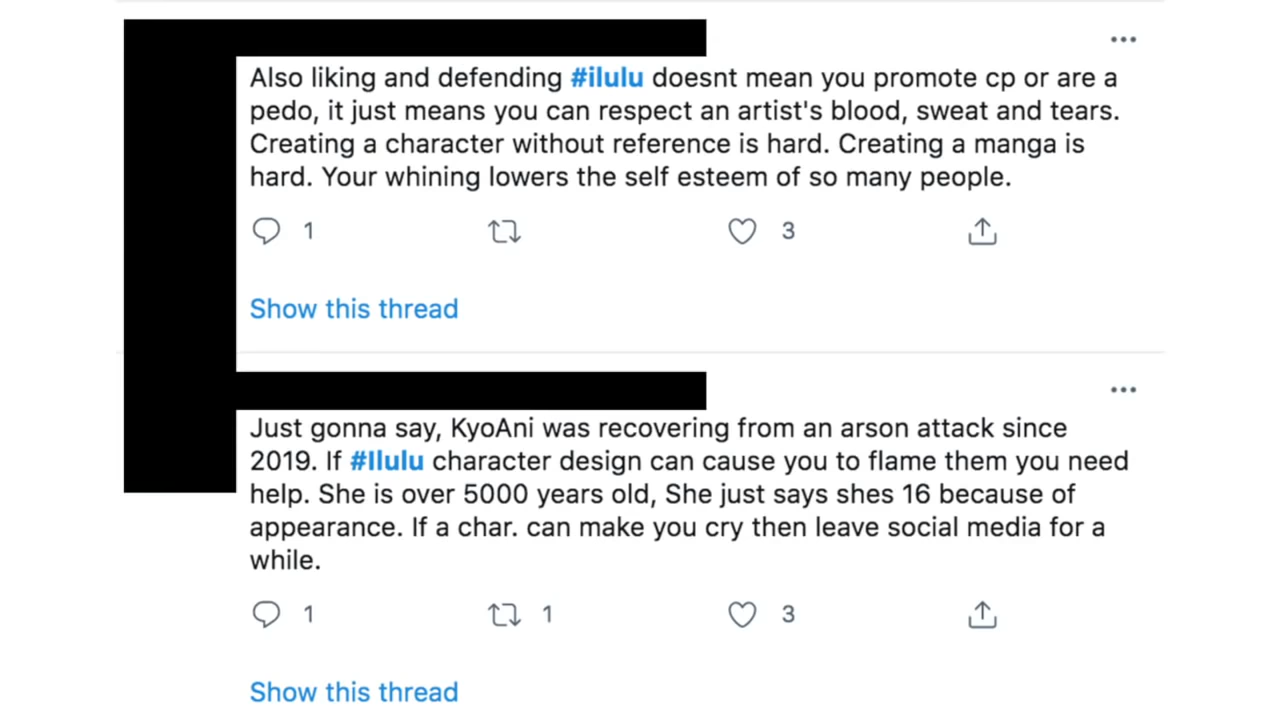 Also liking and defending #ilulu doesnt mean you promote cp or are a
pedo, it just means you can respect an artist's blood, sweat and tears.
Creating a character without reference is hard. Creating a manga is
hard. Your whining lowers the self esteem of so many people.
1 3
Show this thread
Just gonna say, KyoAni was recovering from an arson attack since
2019. If #Ilulu character design can cause you to flame them you need
help. She is over 5000 years old, She just says shes 16 because of
appearance. If a char. can make you cry then leave social media for a
while.
1 1 3
Show this thread